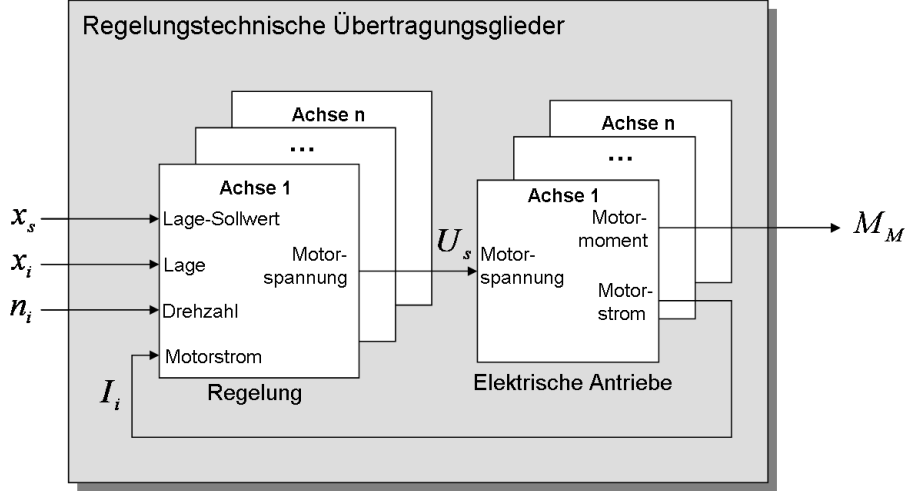 Regelungstechnische Übertragungsglieder
Achse n
...
Achse 1
x_s
Lage-Sollwert
x_i
Lage
n_i
Drehzahl
Motorstrom
I_i
Motor-
spannung
Regelung
U_s
Achse n
...
Achse 1
Motor-
spannung
Motor-
moment
Motor-
strom
Elektrische Antriebe
M_M